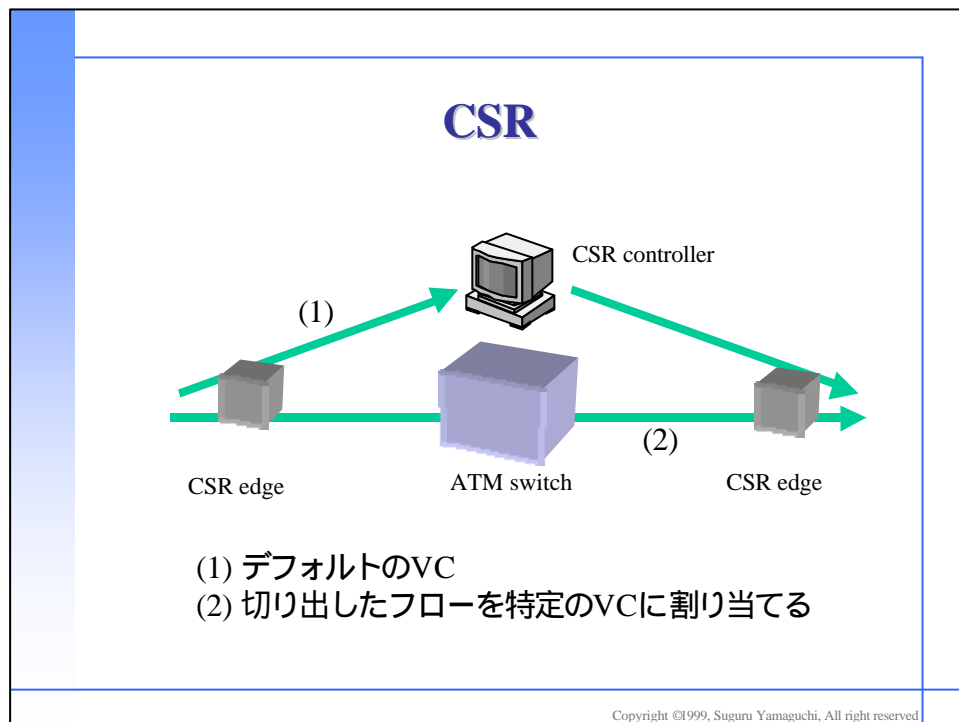 CSR
CSR controller
(1)
(2)
CSR edge
ATM switch
CSR edge
(1) デフォルトのVC
(2) 切り出したフローを特定のVCに割り当てる
Copyright ©1999, Suguru Yamaguchi, All right reserved